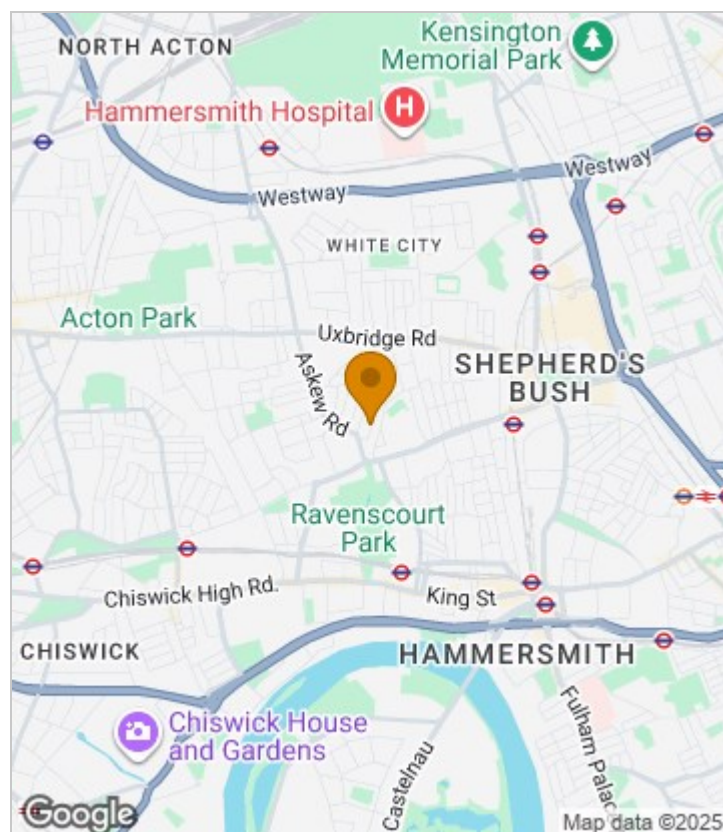 NORTH ACTON
Kensington
Memorial Park
Hammersmith Hospital
H
Westway
Westway
WHITE CITY
Acton Park
Uxbridge Rd
SHEPHERD'S
BUSH
Askew Rd
Ravenscourt
Park
Chiswick High Rd.
King St
CHISWICK
HAMMERSMITH
Chiswick House
and Gardens
Castelnau
Fulham Palac
Google
Map data ©2025